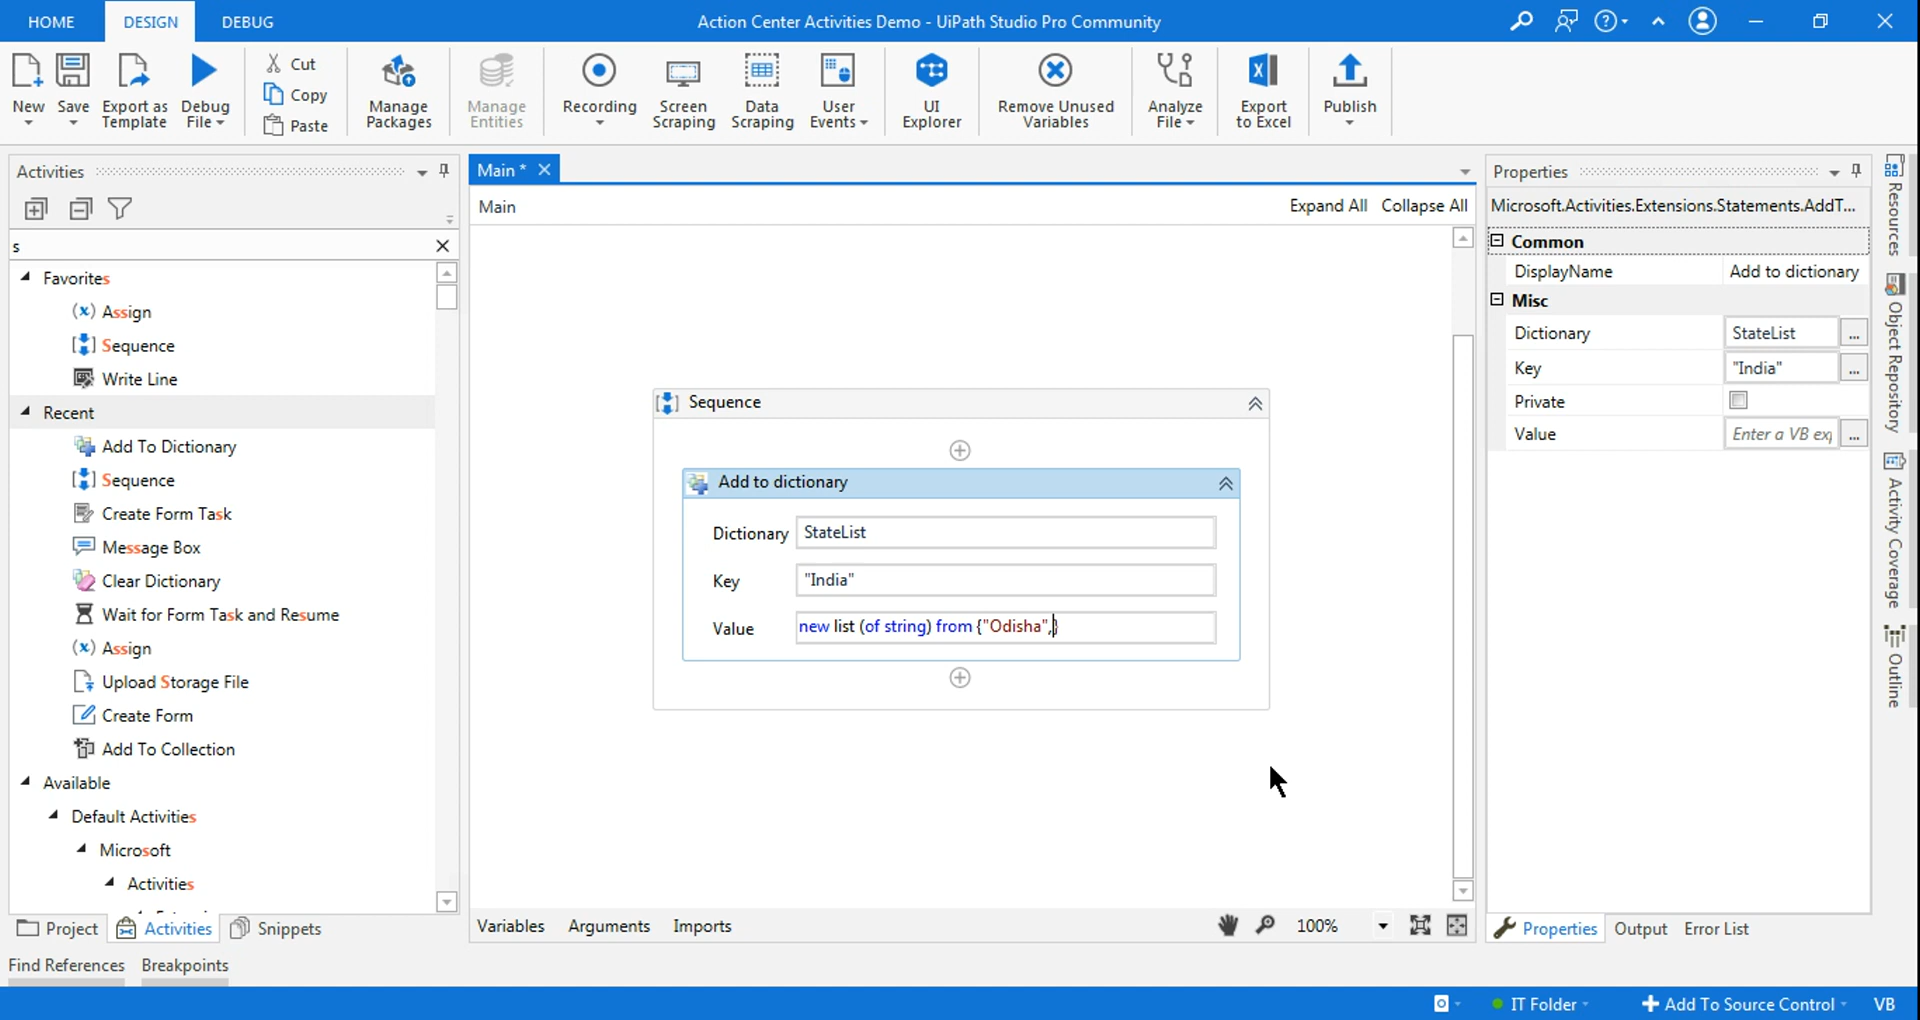 HOME DESIGN DEBUG Action Center Activities Demo - UiPath Studio Pro Community
New Save Export as Template Debug File Cut Copy Paste Manage Packages Manage Entities Recording Screen Scraping Data Scraping User Events UI Explorer Remove Unused Variables Analyze File Export to Excel Publish
Activities
s
Favorites
Assign
Sequence
Write Line
Recent
Add To Dictionary
Sequence
Create Form Task
Message Box
Clear Dictionary
Wait for Form Task and Resume
Assign
Upload Storage File
Create Form
Add To Collection
Available
Default Activities
Microsoft
Activities
Project Activities Snippets
Find References Breakpoints
Main *
Main Expand All Collapse All
Sequence
Add to dictionary
Dictionary StateList
Key "India"
Value new list (of string) from {"Odisha",}
Variables Arguments Imports 100%
Properties
Microsoft.Activities.Extensions.Statements.AddT...
Common
DisplayName Add to dictionary
Misc
Dictionary StateList ...
Key "India" ...
Private
Value Enter a VB ex ...
Properties Output Error List
Resources
Object Repository
Activity Coverage
Outline
IT Folder Add To Source Control VB